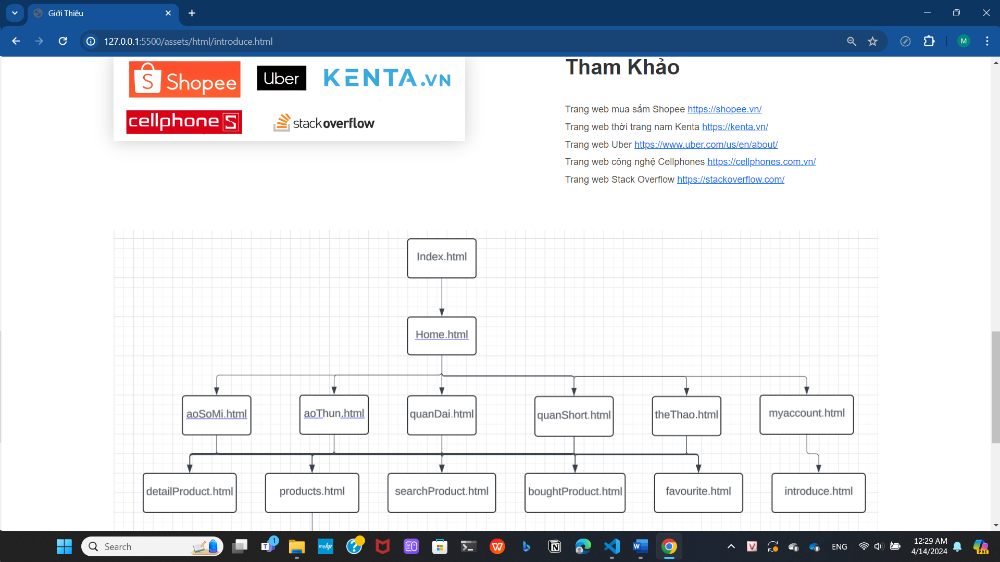 Giới Thiệu
127.0.0.1:5500/assets/html/introduce.html
M
S Shopee
Uber
KENTA.VN
cellphoneS
stackoverflow
Tham Khảo
Trang web mua sắm Shopee https://shopee.vn/
Trang web thời trang nam Kenta https://kenta.vn/
Trang web Uber https://www.uber.com/us/en/about/
Trang web công nghệ Cellphones https://cellphones.com.vn/
Trang web Stack Overflow https://stackoverflow.com/
Index.html
Home.html
aoSoMi.html
aoThun.html
quanDai.html
quanShort.html
theThao.html
myaccount.html
detailProduct.html
products.html
searchProduct.html
boughtProduct.html
favourite.html
introduce.html
Search
T
1
myhp
?
W
b
N
W
V
ENG
12:29 AM
4/14/2024
PRE